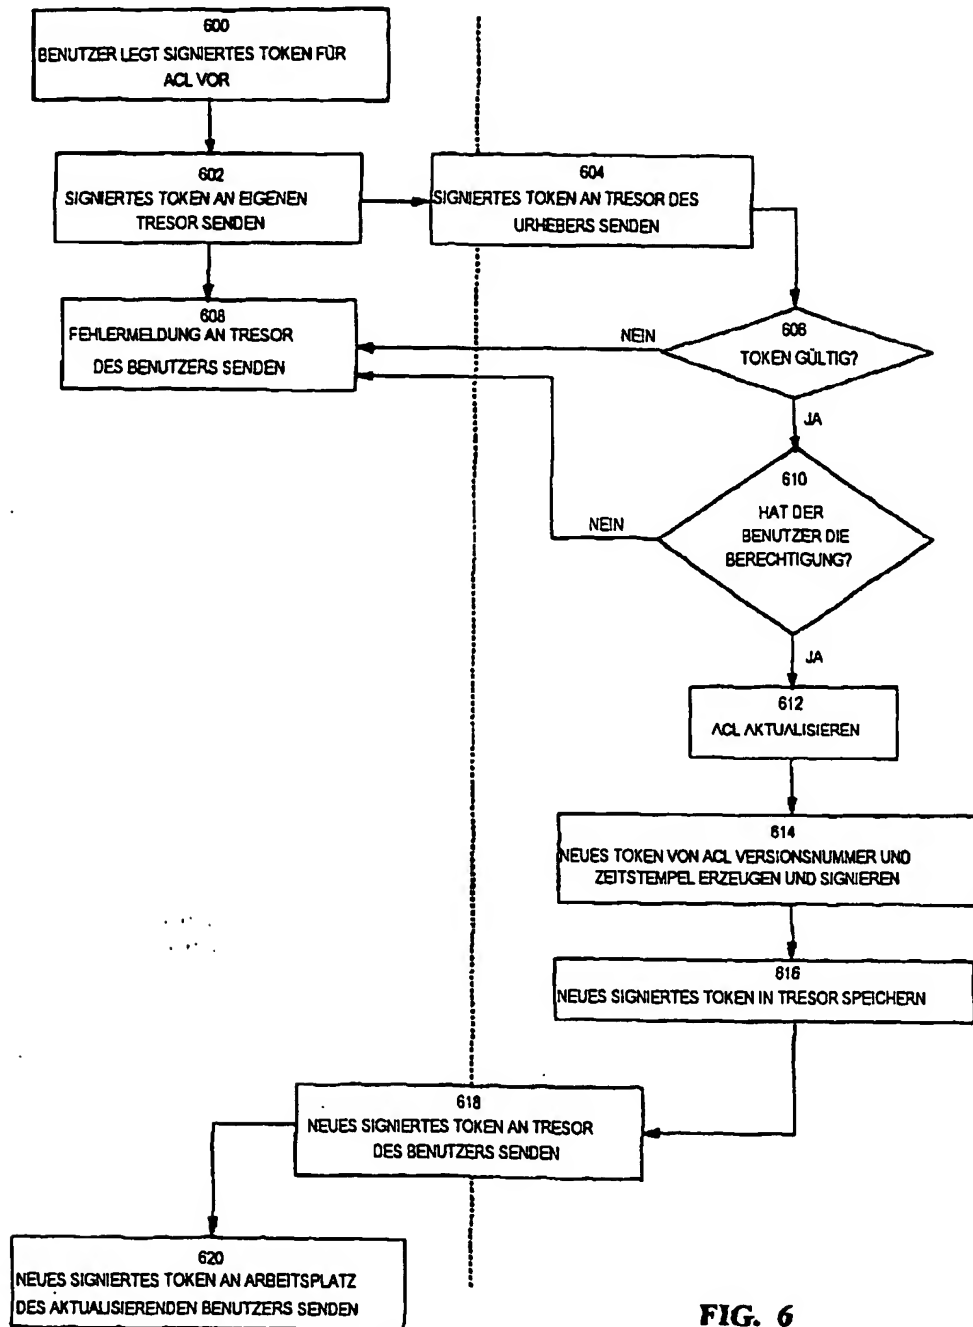 600
BENUTZER LEGT SIGNIERTES TOKEN FÜR
ACL VOR
602
SIGNIERTES TOKEN AN EIGENEN
TRESOR SENDEN
604
SIGNIERTES TOKEN AN TRESOR DES
URHEBERS SENDEN
608
FEHLERMELDUNG AN TRESOR
DES BENUTZERS SENDEN
NEIN
606
TOKEN GÜLTIG?
JA
610
HAT DER
BENUTZER DIE
BERECHTIGUNG?
NEIN
JA
612
ACL AKTUALISIEREN
614
NEUES TOKEN VON ACL VERSIONSNUMMER UND
ZEITSTEMPEL ERZEUGEN UND SIGNIEREN
616
NEUES SIGNIERTES TOKEN IN TRESOR SPEICHERN
618
NEUES SIGNIERTES TOKEN AN TRESOR
DES BENUTZERS SENDEN
620
NEUES SIGNIERTES TOKEN AN ARBEITSPLATZ
DES AKTUALISIERENDEN BENUTZERS SENDEN
FIG. 6